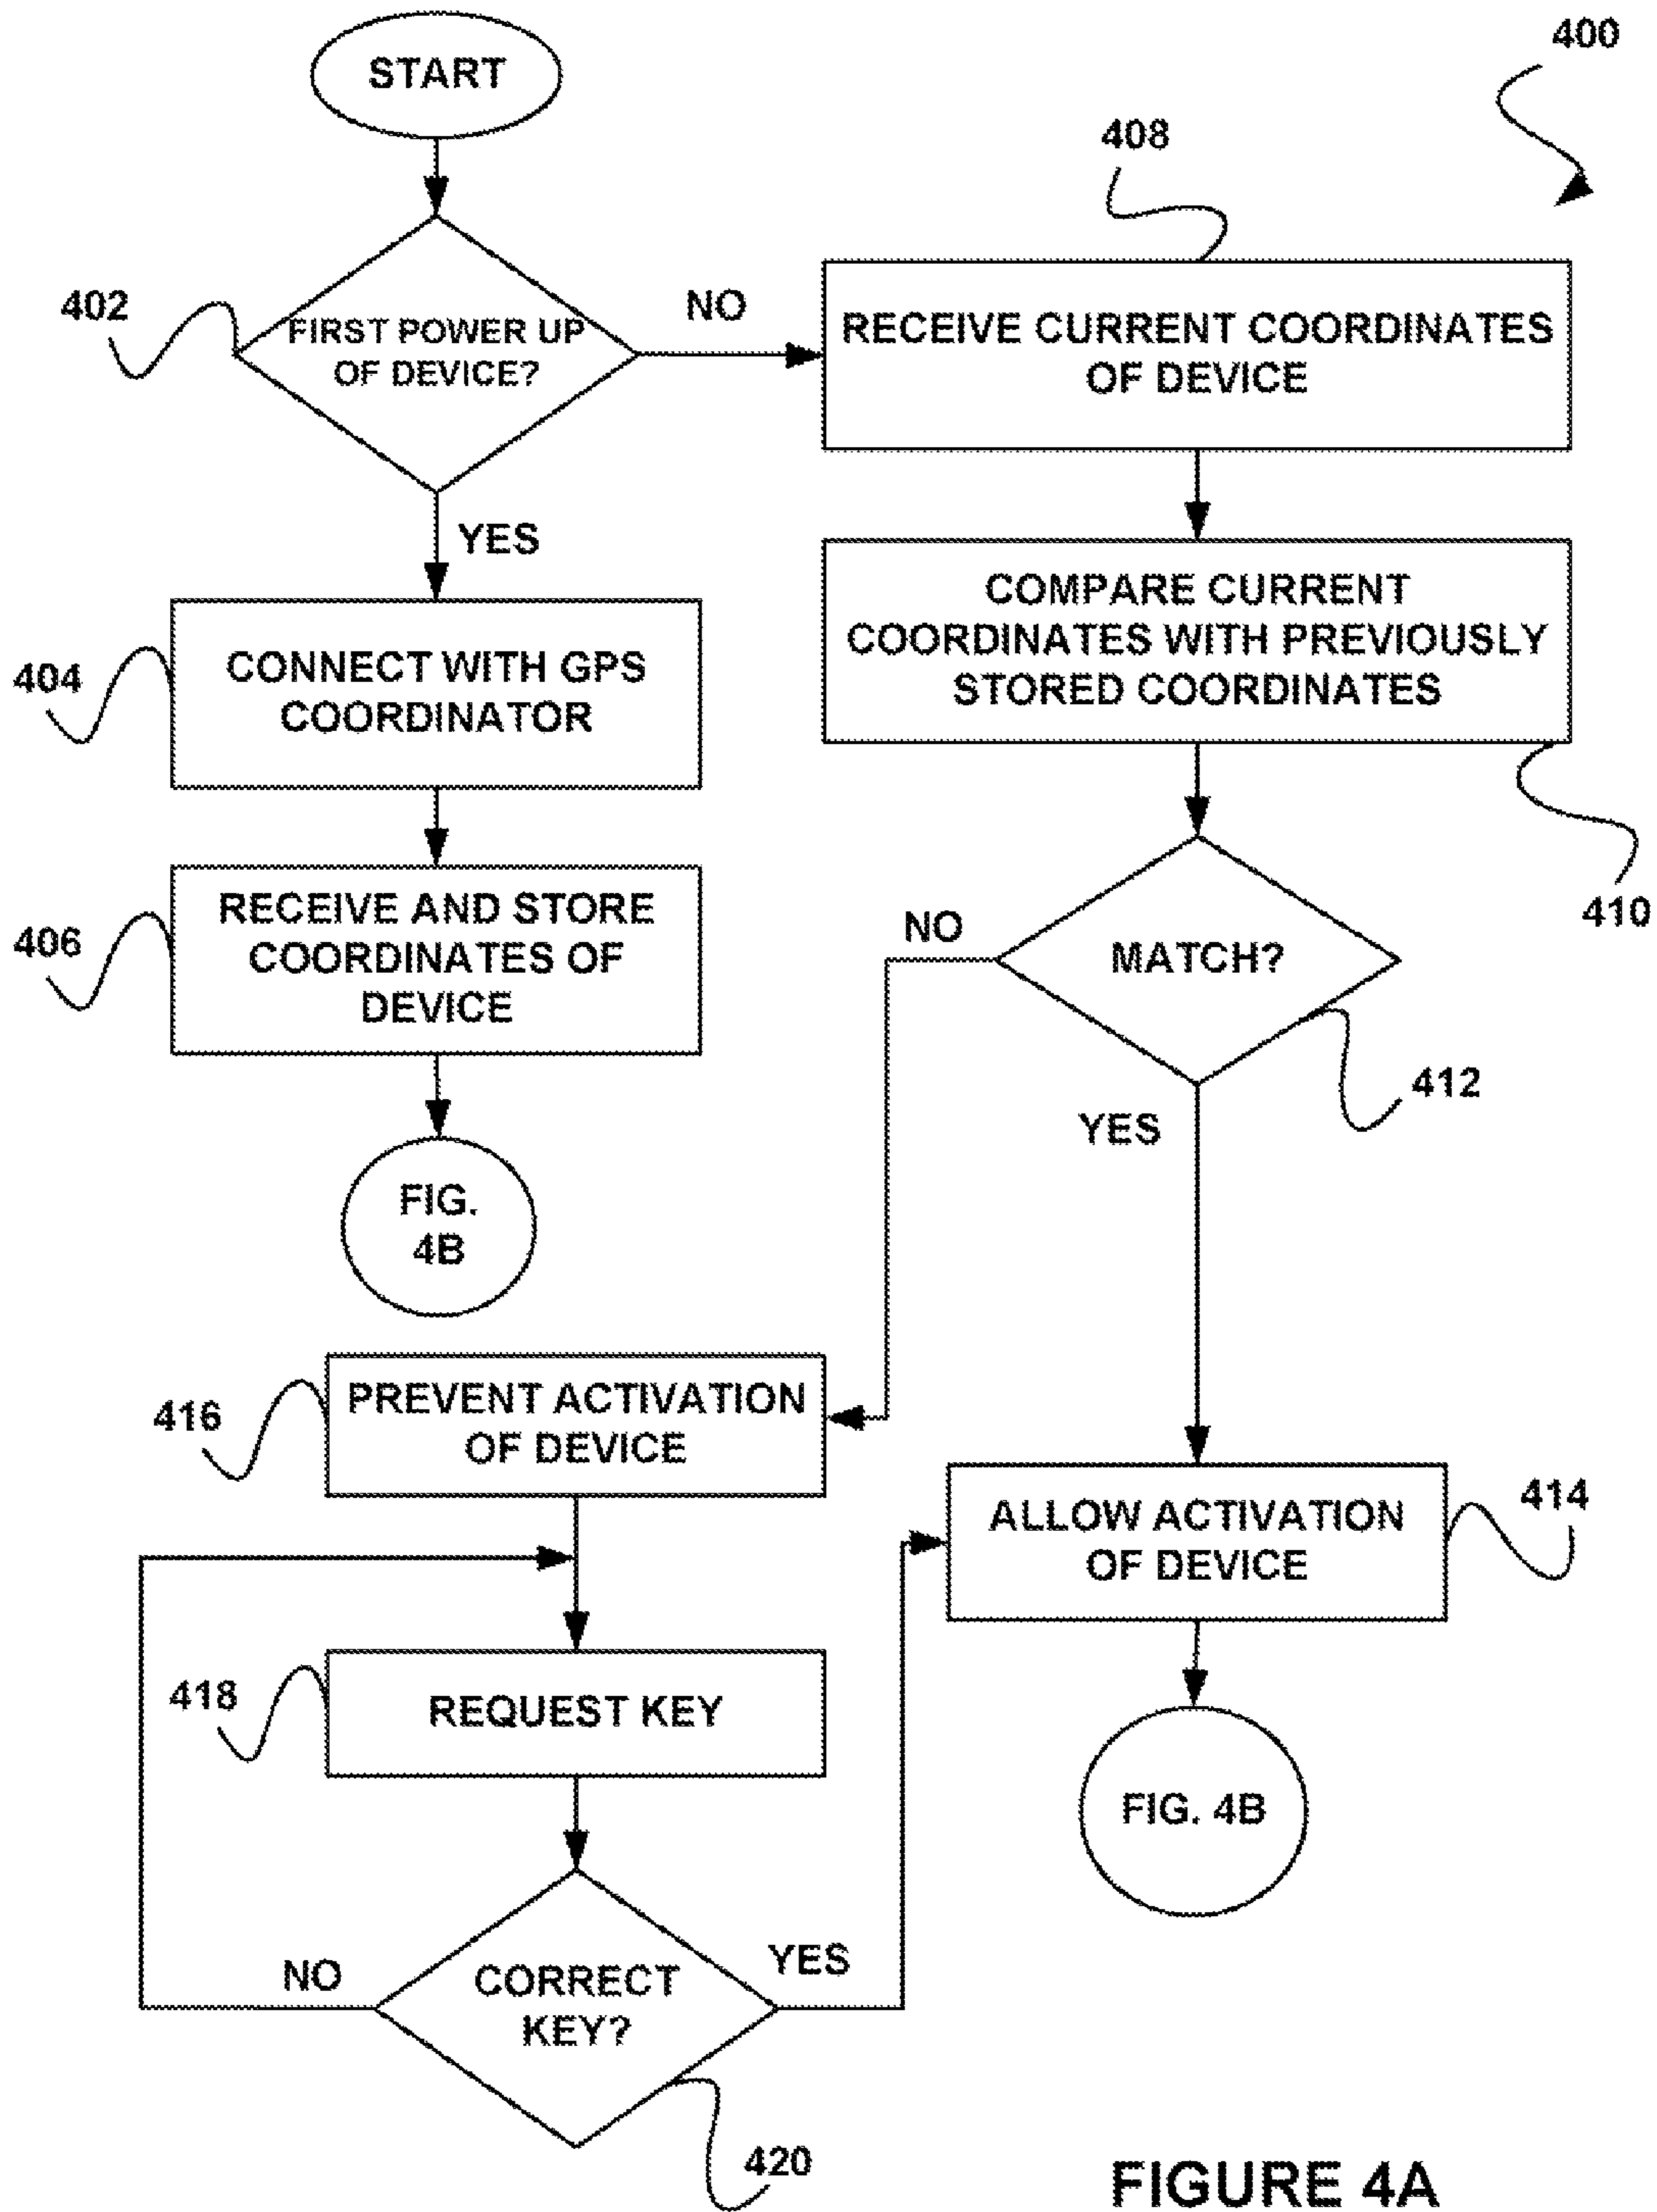 START
400
408
402
FIRST POWER UP
OF DEVICE?
NO
RECEIVE CURRENT COORDINATES
OF DEVICE
YES
404
CONNECT WITH GPS
COORDINATOR
COMPARE CURRENT
COORDINATES WITH PREVIOUSLY
STORED COORDINATES
410
406
RECEIVE AND STORE
COORDINATES OF
DEVICE
NO
MATCH?
412
YES
FIG.
4B
416
PREVENT ACTIVATION
OF DEVICE
414
ALLOW ACTIVATION
OF DEVICE
418
REQUEST KEY
FIG. 4B
NO
CORRECT
KEY?
YES
420
FIGURE 4A